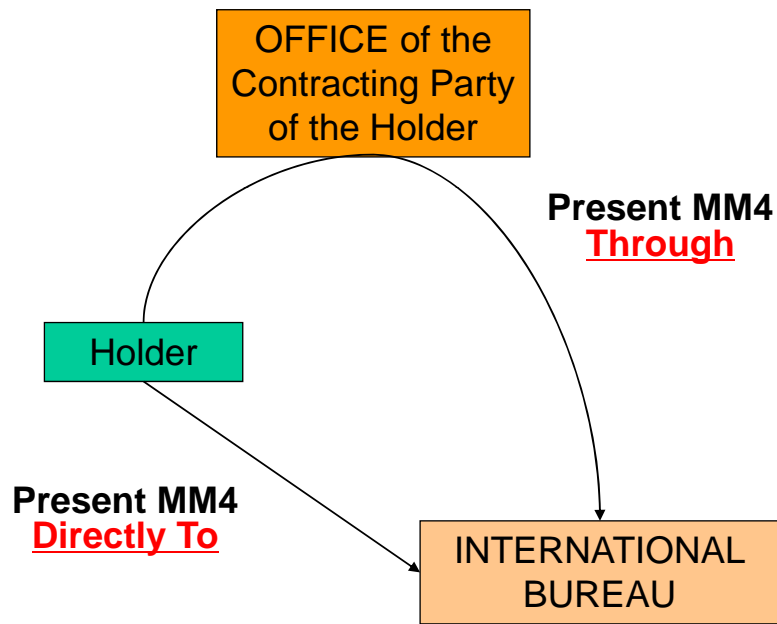 OFFICE of the
Contracting Party
of the Holder
Present MM4
Through
Holder
Present MM4
Directly To
INTERNATIONAL
BUREAU